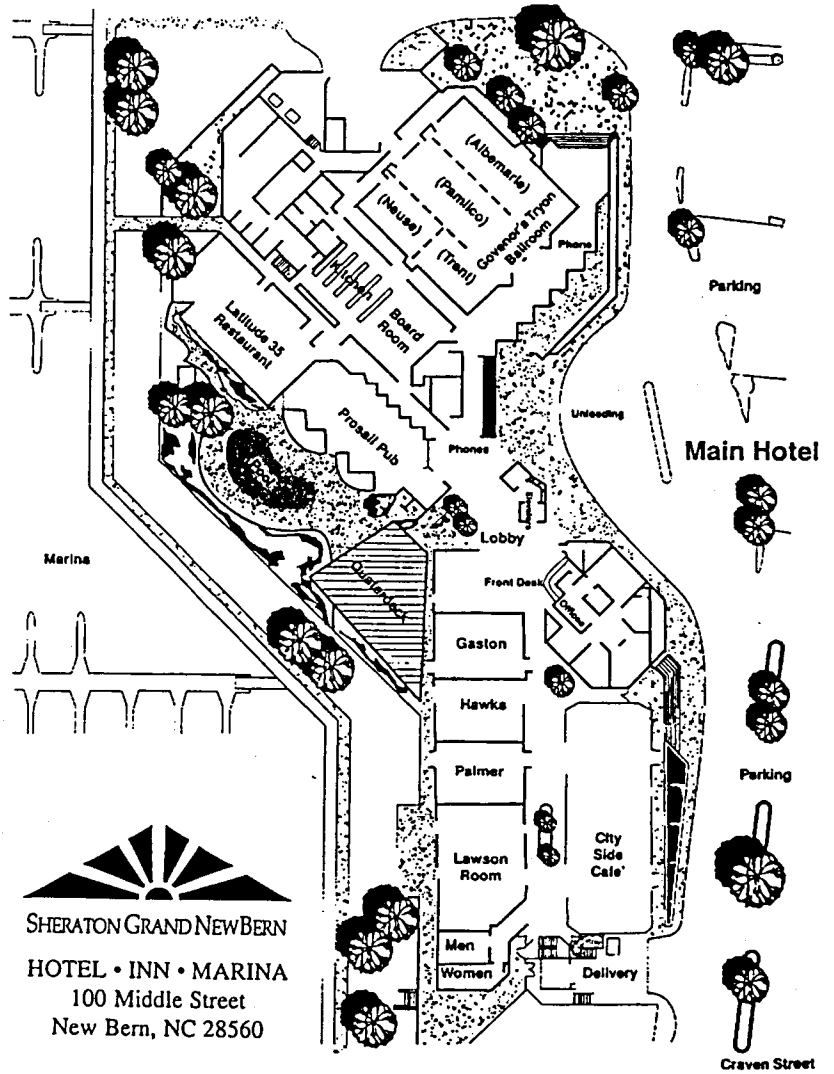 (Albemarle)
(Pamlico)
(Neuse)
(Trent)
Govenor's Tryon
Ballroom
Phone
Parking
Kitchen
Board
Room
Latitude 35
Restaurant
Prosail Pub
Unloading
Phones
Main Hotel
Lobby
Marina
Quaterdeck
Front Desk
Offices
Gaston
Hawks
Palmer
Parking
Lawson
Room
City
Side
Cafe'
Men
Women
Delivery
SHERATON GRAND NEW BERN
HOTEL • INN • MARINA
100 Middle Street
New Bern, NC 28560
Craven Street